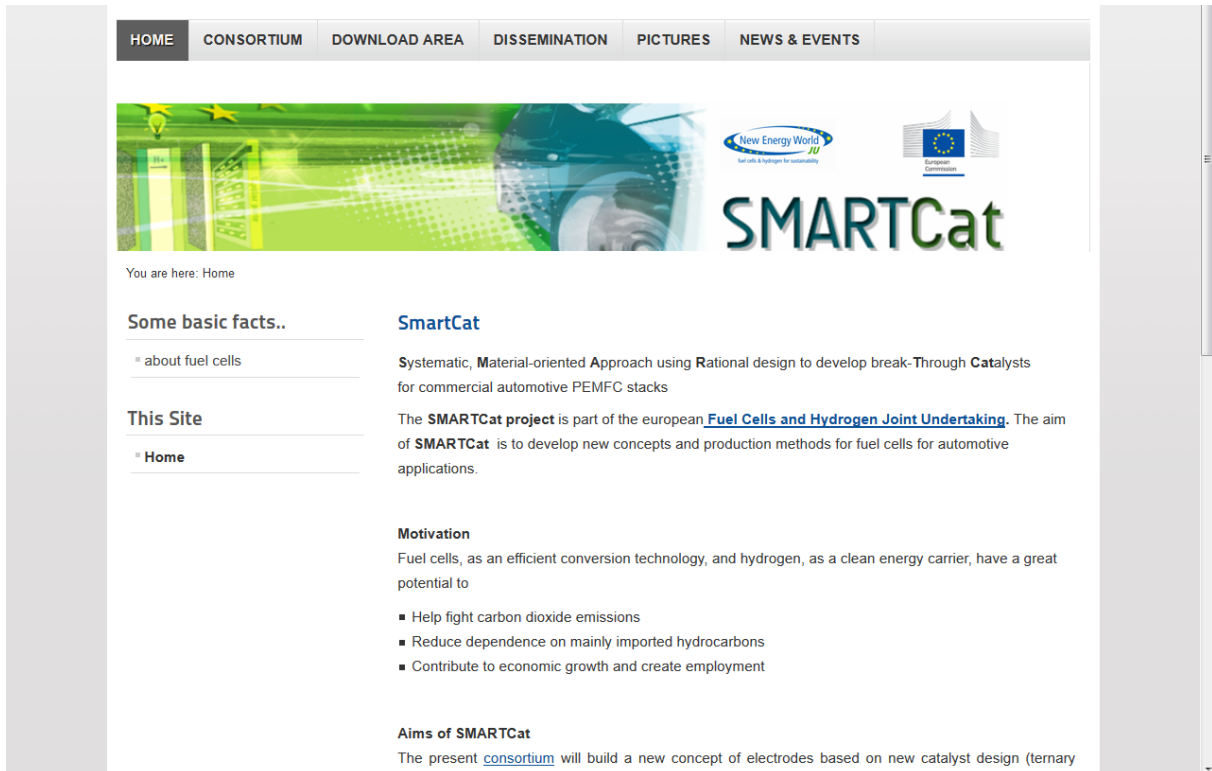 HOME CONSORTIUM DOWNLOAD AREA DISSEMINATION PICTURES NEWS & EVENTS
H+
New Energy World
JU
fuel cells & hydrogen for sustainability
European
Commission
SMARTCat
You are here: Home
Some basic facts..
about fuel cells
This Site
Home
SmartCat
Systematic, Material-oriented Approach using Rational design to develop break-Through Catalysts
for commercial automotive PEMFC stacks
The SMARTCat project is part of the european Fuel Cells and Hydrogen Joint Undertaking. The aim
of SMARTCat is to develop new concepts and production methods for fuel cells for automotive
applications.
Motivation
Fuel cells, as an efficient conversion technology, and hydrogen, as a clean energy carrier, have a great
potential to
Help fight carbon dioxide emissions
Reduce dependence on mainly imported hydrocarbons
Contribute to economic growth and create employment
Aims of SMARTCat
The present consortium will build a new concept of electrodes based on new catalyst design (ternary